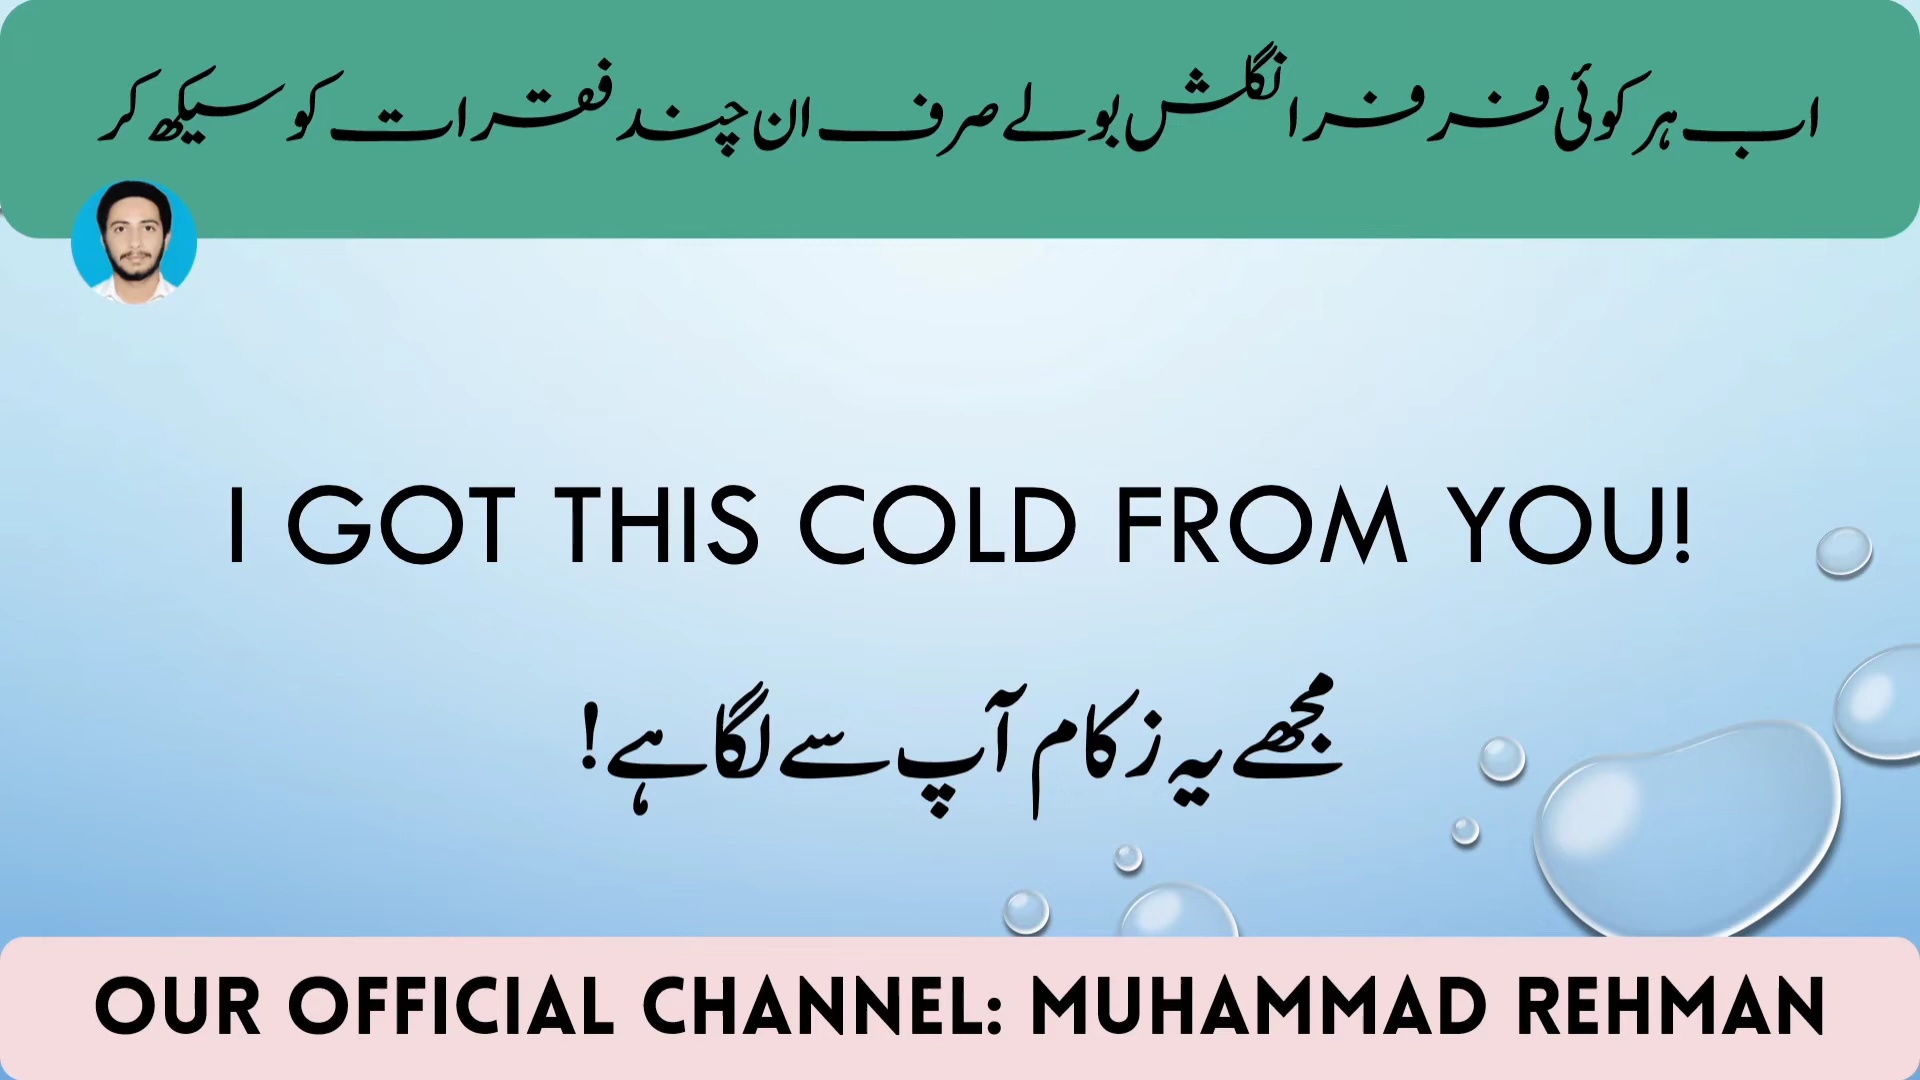 اب ہر کوئی فر فر انگلش بولے صرف ان چند فقرات کو سیکھ کر
I GOT THIS COLD FROM YOU!
مجھے یہ زکام آپ سے لگا ہے!
OUR OFFICIAL CHANNEL: MUHAMMAD REHMAN